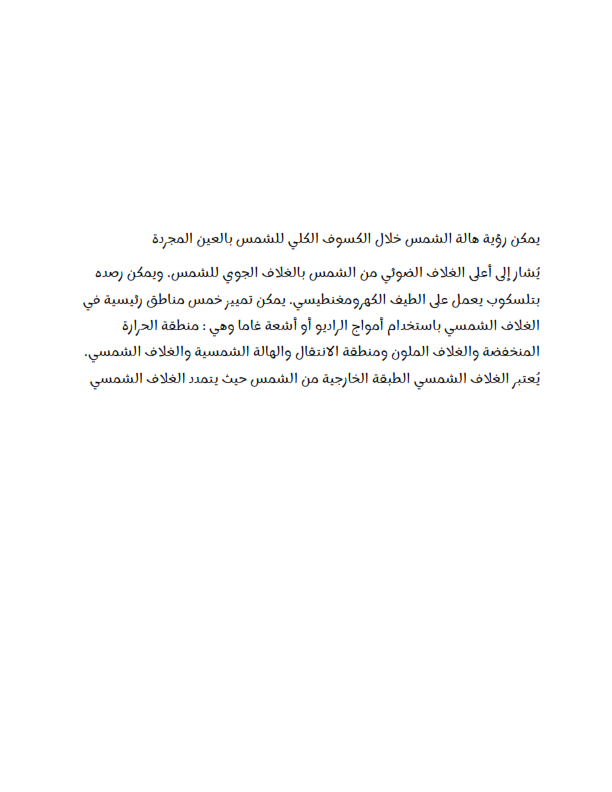 يمكن رؤية هالة الشمس خلال الكسوف الكلي للشمس بالعين المجردة
يُشار إلى أعلى الغلاف الضوئي من الشمس بالغلاف الجوي للشمس. ويمكن رصده
بتلسكوب يعمل على الطيف الكهرومغنطيسي. يمكن تمييز خمس مناطق رئيسية في
الغلاف الشمسي باستخدام أمواج الراديو أو أشعة غاما وهي : منطقة الحرارة
المنخفضة والغلاف الملون ومنطقة الانتقال والهالة الشمسية والغلاف الشمسي.
يُعتبر الغلاف الشمسي الطبقة الخارجية من الشمس حيث يتمدد الغلاف الشمسي